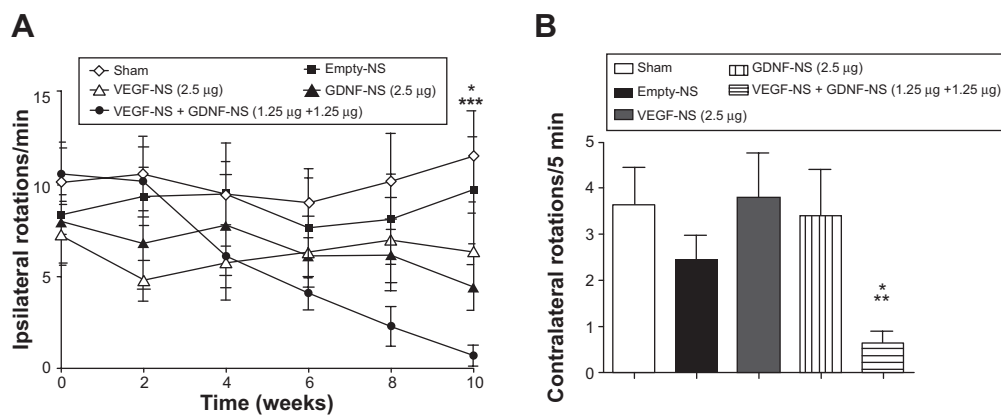 A
Sham
Empty-NS
VEGF-NS (2.5 μg)
GDNF-NS (2.5 μg)
VEGF-NS + GDNF-NS (1.25 μg +1.25 μg)
*
***
Ipsilateral rotations/min
15
10
5
0
0 2 4 6 8 10
Time (weeks)
B
Sham
GDNF-NS (2.5 μg)
Empty-NS
VEGF-NS + GDNF-NS (1.25 μg +1.25 μg)
VEGF-NS (2.5 μg)
Contralateral rotations/5 min
5
4
3
2
1
0
*
**